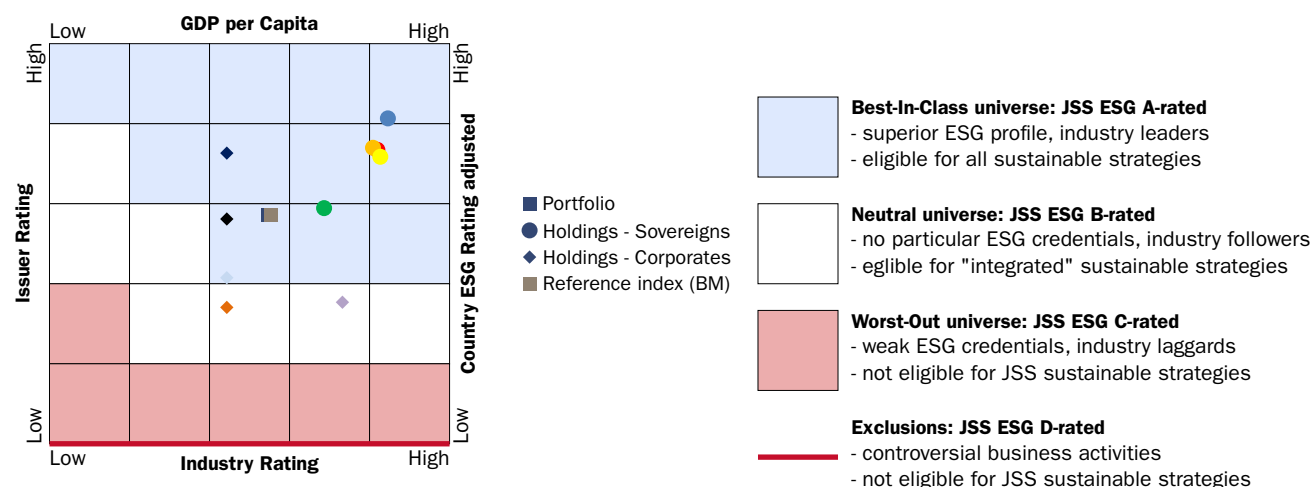 GDP per Capita
Low
High
High
High
Issuer Rating
Country ESG Rating adjusted
Low
Low
Low
High
Industry Rating
Portfolio
Holdings - Sovereigns
Holdings - Corporates
Reference index (BM)
Best-In-Class universe: JSS ESG A-rated
- superior ESG profile, industry leaders
- eligible for all sustainable strategies
Neutral universe: JSS ESG B-rated
- no particular ESG credentials, industry followers
- eglible for "integrated" sustainable strategies
Worst-Out universe: JSS ESG C-rated
- weak ESG credentials, industry laggards
- not eligible for JSS sustainable strategies
Exclusions: JSS ESG D-rated
- controversial business activities
- not eligible for JSS sustainable strategies